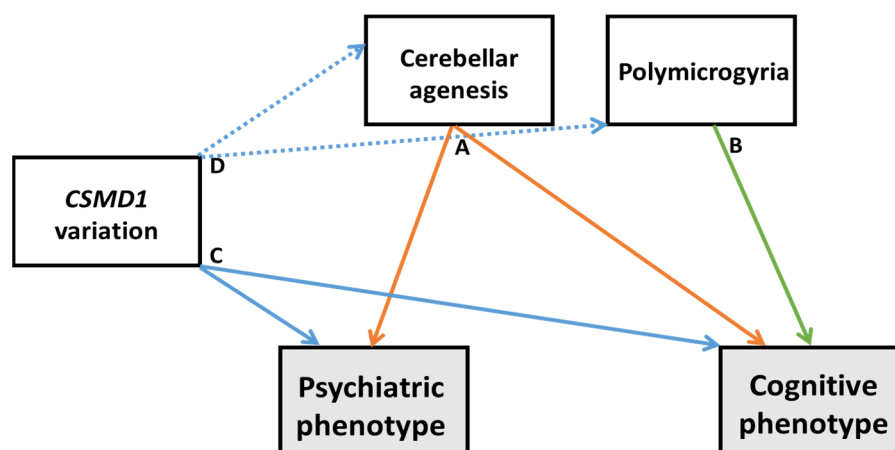 Cerebellar
agenesis
Polymicrogyria
A
B
D
CSMD1
variation
C
Psychiatric
phenotype
Cognitive
phenotype